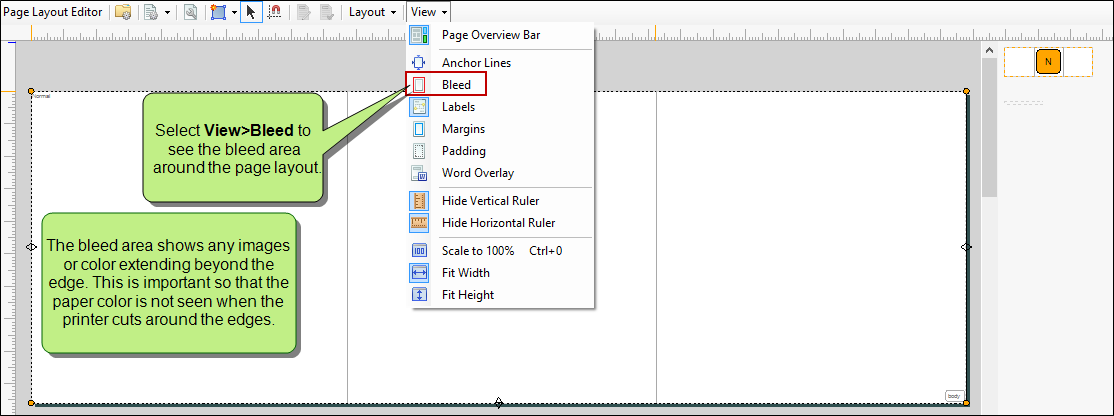 Page Layout Editor
Layout
View
Page Overview Bar
Anchor Lines
Bleed
Labels
Margins
Padding
Word Overlay
Hide Vertical Ruler
Hide Horizontal Ruler
Scale to 100% Ctrl+0
Fit Width
Fit Height
N
Normal
Select View>Bleed to
see the bleed area
around the page layout.
The bleed area shows any images
or color extending beyond the
edge. This is important so that the
paper color is not seen when the
printer cuts around the edges.
body